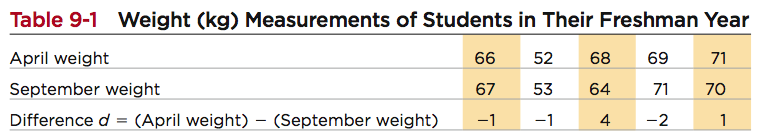 Table 9-1 Weight (kg) Measurements of Students in Their Freshman Year
April weight 66 52 68 69 71
September weight 67 53 64 71 70
Difference d = (April weight) − (September weight) −1 −1 4 −2 1